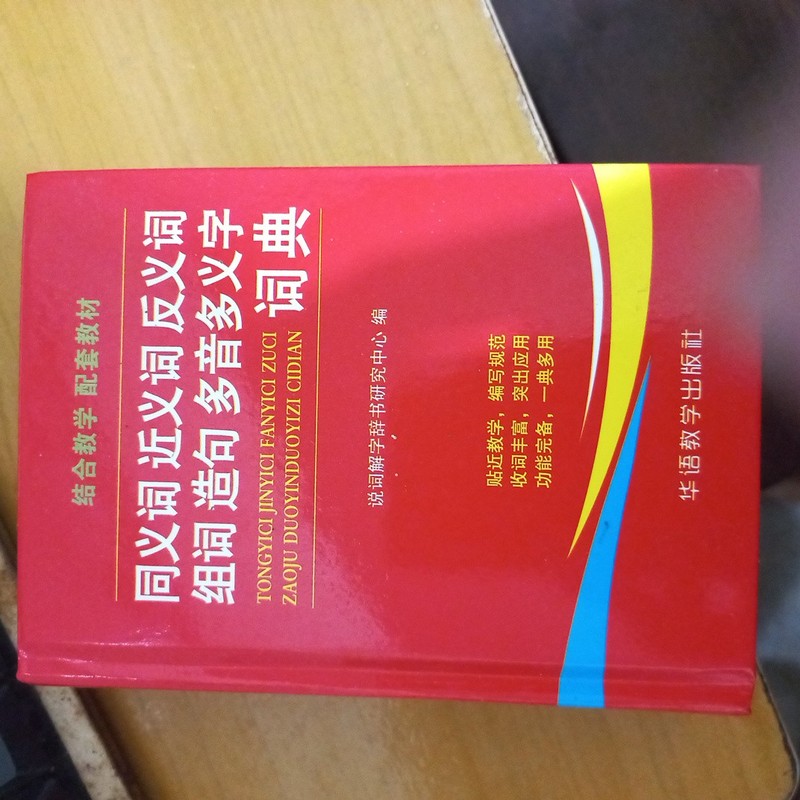 结合教学 配套教材
同义词 近义词 反义词
组词 造句 多音多义字
TONGYICI JINYICI FANYICI ZUCI
ZAOJU DUOYINDUOYIZI CIDIAN
词典
说词解字辞书研究中心 编
贴近教学，编写规范
收词丰富，突出应用
功能完备，一典多用
华语教学出版社